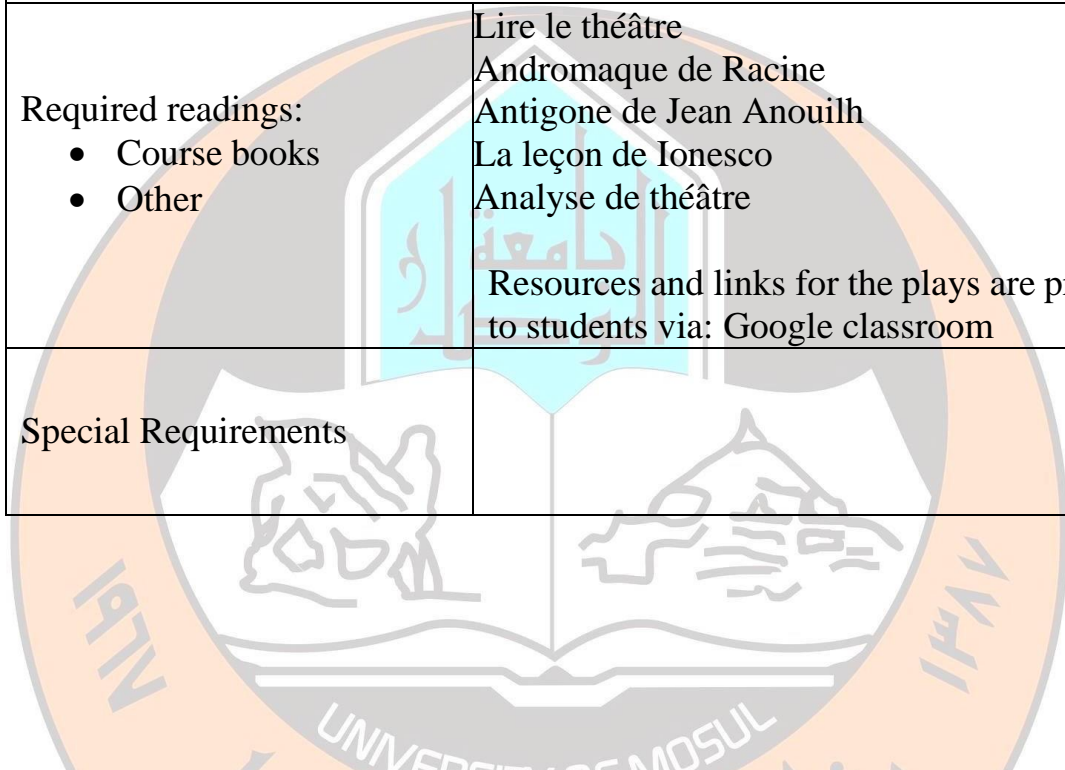 Required readings:
• Course books
• Other
Lire le théâtre
Andromaque de Racine
Antigone de Jean Anouilh
La leçon de Ionesco
Analyse de théâtre
Resources and links for the plays are
to students via: Google classroom
Special Requirements
١٩٦٧
١٣٨٧
UNIVERSITY OF MOSUL